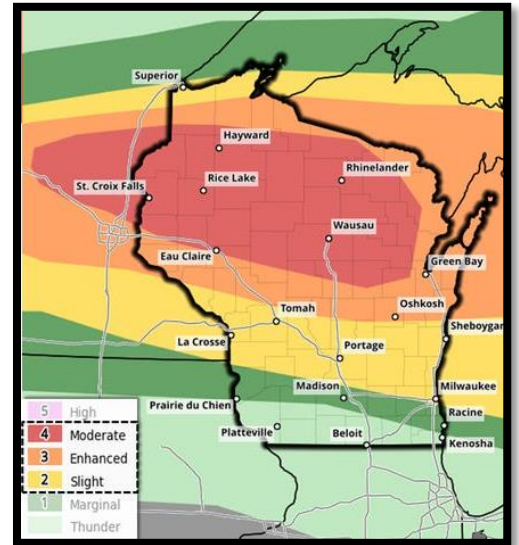 Superior
Hayward
Rhinelander
St. Croix Falls
Rice Lake
Wausau
Eau Claire
Green Bay
Tomah
Oshkosh
La Crosse
Sheboygan
Portage
Madison
Milwaukee
Prairie du Chien
Racine
Platteville
Beloit
Kenosha
5 High
4 Moderate
3 Enhanced
2 Slight
1 Marginal
Thunder